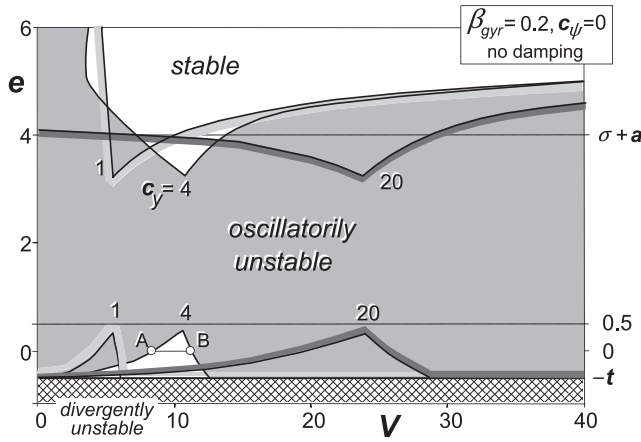 6
β_gyr = 0.2, c_ψ = 0
no damping
stable
e
4
σ + a
1
c_y = 4
20
oscillatorily
unstable
2
1
4
20
0.5
A
B
0
0
−t
0
10
20
30
40
divergently
unstable
V